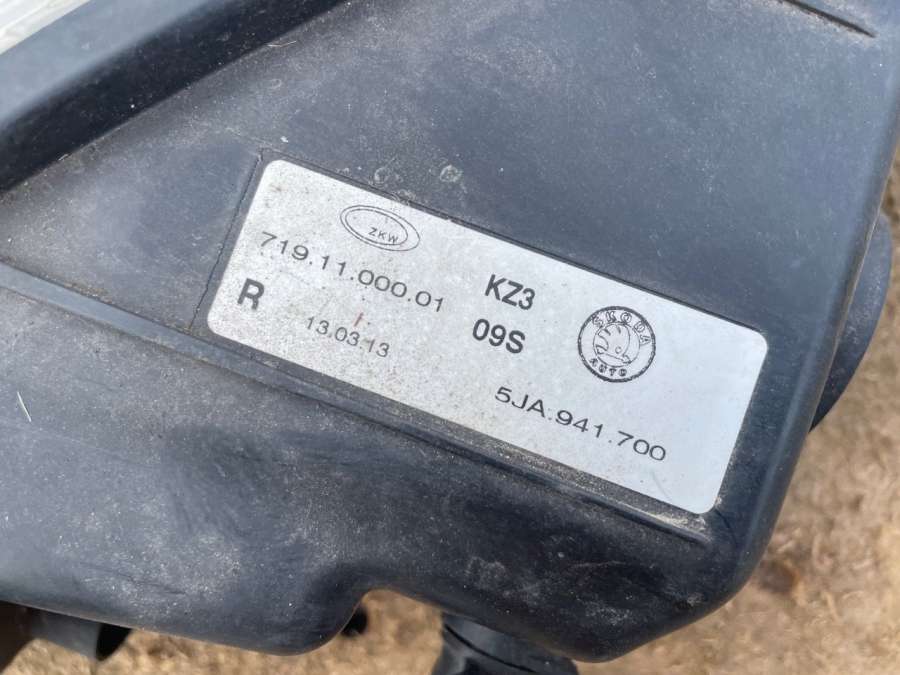 ZKW
719.11.000.01
KZ3
R
13.03.13
09S
SKODA
AUTO
5JA.941.700